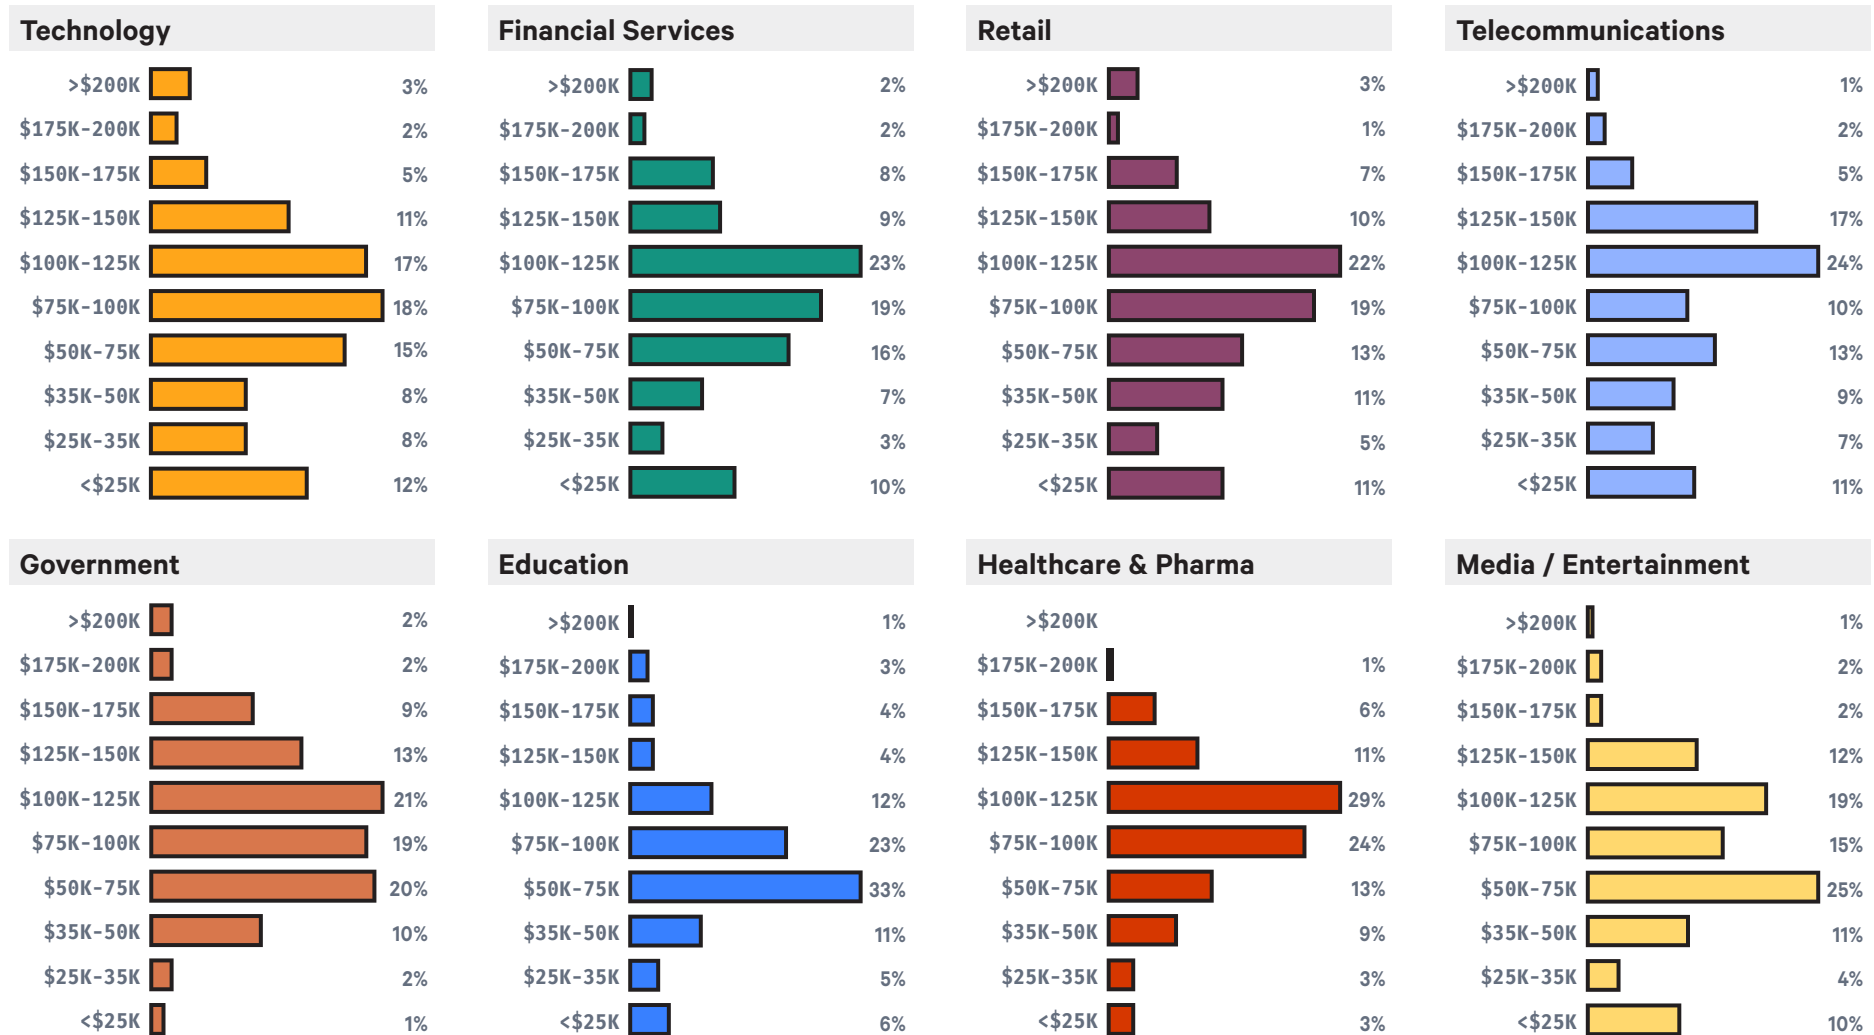 Technology
>$200K 3%
$175K-200K 2%
$150K-175K 5%
$125K-150K 11%
$100K-125K 17%
$75K-100K 18%
$50K-75K 15%
$35K-50K 8%
$25K-35K 8%
<$25K 12%
Financial Services
>$200K 2%
$175K-200K 2%
$150K-175K 8%
$125K-150K 9%
$100K-125K 23%
$75K-100K 19%
$50K-75K 16%
$35K-50K 7%
$25K-35K 3%
<$25K 10%
Retail
>$200K 3%
$175K-200K 1%
$150K-175K 7%
$125K-150K 10%
$100K-125K 22%
$75K-100K 19%
$50K-75K 13%
$35K-50K 11%
$25K-35K 5%
<$25K 11%
Telecommunications
>$200K 1%
$175K-200K 2%
$150K-175K 5%
$125K-150K 17%
$100K-125K 24%
$75K-100K 10%
$50K-75K 13%
$35K-50K 9%
$25K-35K 7%
<$25K 11%
Government
>$200K 2%
$175K-200K 2%
$150K-175K 9%
$125K-150K 13%
$100K-125K 21%
$75K-100K 19%
$50K-75K 20%
$35K-50K 10%
$25K-35K 2%
<$25K 1%
Education
>$200K 1%
$175K-200K 3%
$150K-175K 4%
$125K-150K 4%
$100K-125K 12%
$75K-100K 23%
$50K-75K 33%
$35K-50K 11%
$25K-35K 5%
<$25K 6%
Healthcare & Pharma
>$200K
$175K-200K 1%
$150K-175K 6%
$125K-150K 11%
$100K-125K 29%
$75K-100K 24%
$50K-75K 13%
$35K-50K 9%
$25K-35K 3%
<$25K 3%
Media / Entertainment
>$200K 1%
$175K-200K 2%
$150K-175K 2%
$125K-150K 12%
$100K-125K 19%
$75K-100K 15%
$50K-75K 25%
$35K-50K 11%
$25K-35K 4%
<$25K 10%